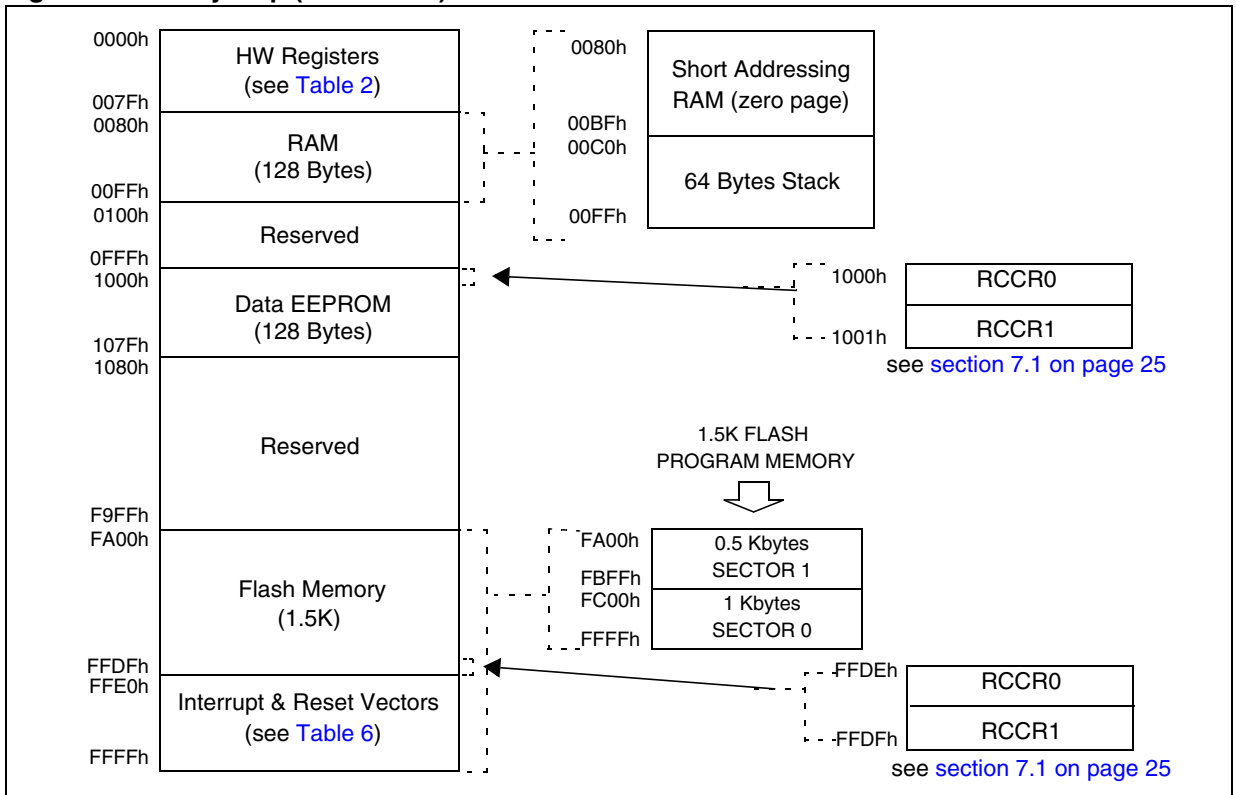 0000h
HW Registers
(see Table 2)
007Fh
0080h
RAM
(128 Bytes)
00FFh
0100h
Reserved
0FFFh
1000h
Data EEPROM
(128 Bytes)
107Fh
1080h
Reserved
F9FFh
FA00h
Flash Memory
(1.5K)
FFDFh
FFE0h
Interrupt & Reset Vectors
(see Table 6)
FFFFh
0080h
Short Addressing
RAM (zero page)
00BFh
00C0h
64 Bytes Stack
00FFh
1000h
RCCR0
RCCR1
1001h
see section 7.1 on page 25
1.5K FLASH
PROGRAM MEMORY
FA00h
0.5 Kbytes
SECTOR 1
FBFFh
FC00h
1 Kbytes
SECTOR 0
FFFFh
FFDEh
RCCR0
RCCR1
FFDFh
see section 7.1 on page 25